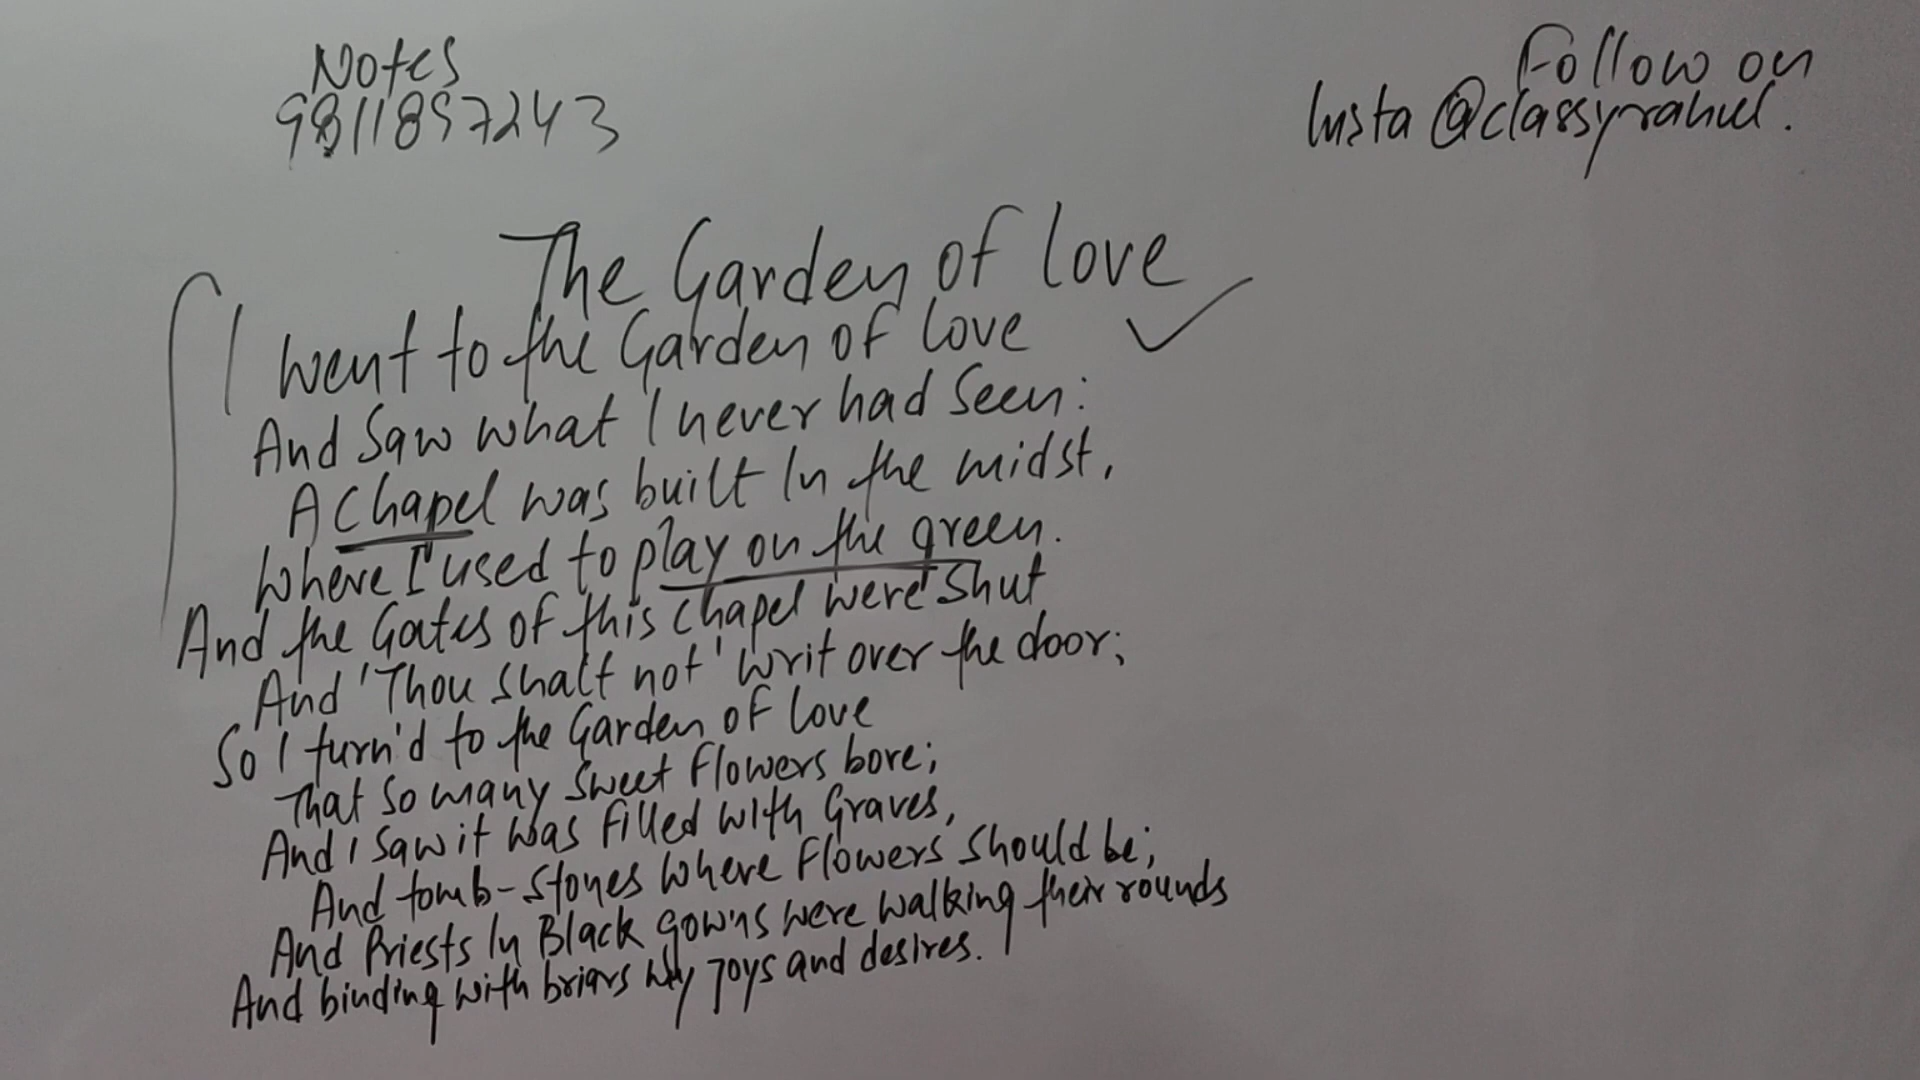 Notes
9811897243
Follow on
Insta @classyrahul.
The Garden of love
I went to the Garden of love
And Saw what I never had Seen:
A Chapel was built In the midst,
Where I used to play on the green.
And the Gates of this Chapel were Shut
And 'Thou shalt not' writ over the door;
So I turn'd to the Garden of love
That So many Sweet Flowers bore;
And I Saw it was filled with Graves,
And tomb-Stones Where Flowers Should be;
And Priests In Black gowns were walking their rounds
And binding with briars my joys and desires.